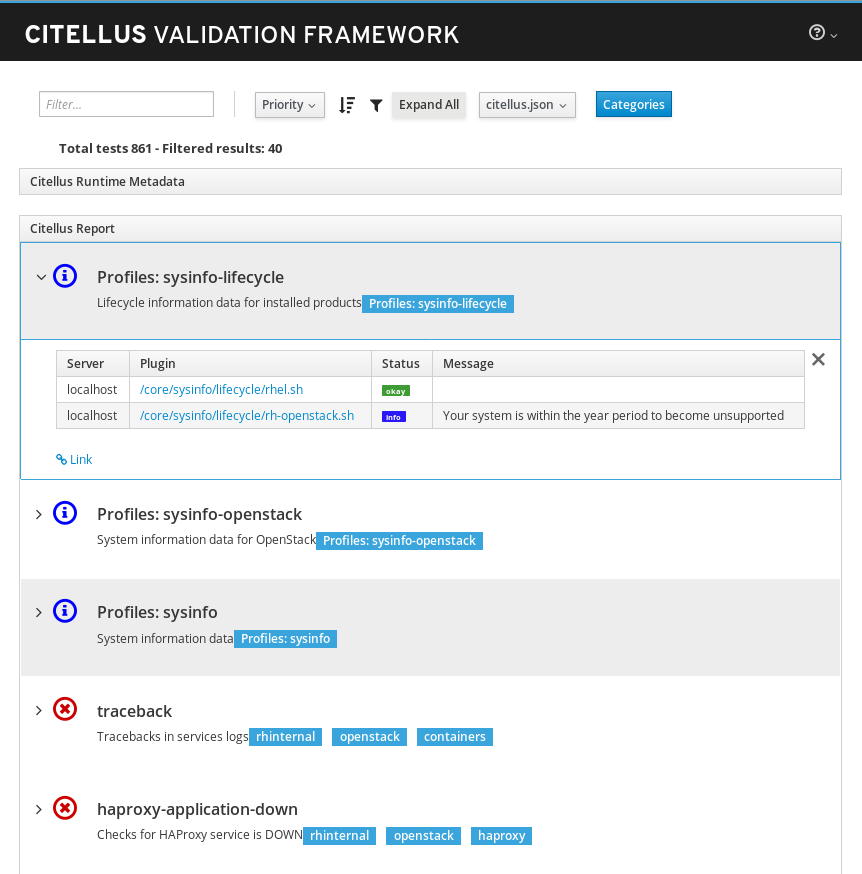 CITELLUS VALIDATION FRAMEWORK
Filter...
Priority
Expand All
citellus.json
Categories
Total tests 861 - Filtered results: 40
Citellus Runtime Metadata
Citellus Report
Profiles: sysinfo-lifecycle
Lifecycle information data for installed products Profiles: sysinfo-lifecycle
Server Plugin Status Message
localhost /core/sysinfo/lifecycle/rhel.sh okay
localhost /core/sysinfo/lifecycle/rh-openstack.sh info Your system is within the year period to become unsupported
Link
Profiles: sysinfo-openstack
System information data for OpenStack Profiles: sysinfo-openstack
Profiles: sysinfo
System information data Profiles: sysinfo
traceback
Tracebacks in services logs rhinternal openstack containers
haproxy-application-down
Checks for HAProxy service is DOWN rhinternal openstack haproxy